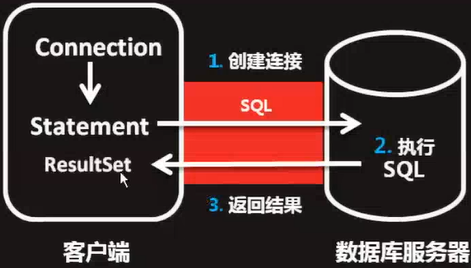 Connection
Statement
ResultSet
1. 创建连接
SQL
3. 返回结果
2. 执行
SQL
客户端
数据库服务器